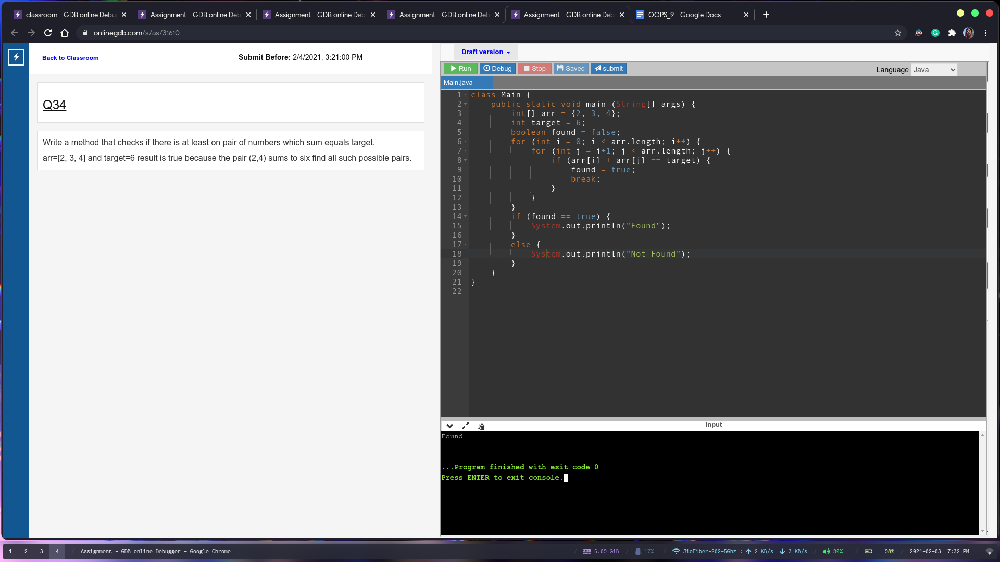 classroom - GDB online Debu
Assignment - GDB online Deb
Assignment - GDB online Deb
Assignment - GDB online Deb
Assignment - GDB online Deb
OOPS_9 - Google Docs
onlinegdb.com/s/as/31610
Back to Classroom
Submit Before: 2/4/2021, 3:21:00 PM
Q34
Write a method that checks if there is at least on pair of numbers which sum equals target.
arr=[2, 3, 4] and target=6 result is true because the pair (2,4) sums to six find all such possible pairs.
Draft version
Run Debug Stop Saved submit
Language Java
Main.java
1 class Main {
2     public static void main (String[] args) {
3         int[] arr = {2, 3, 4};
4         int target = 6;
5         boolean found = false;
6         for (int i = 0; i < arr.length; i++) {
7             for (int j = i+1; j < arr.length; j++) {
8                 if (arr[i] + arr[j] == target) {
9                     found = true;
10                     break;
11                 }
12             }
13         }
14         if (found == true) {
15             System.out.println("Found");
16         }
17         else {
18             System.out.println("Not Found");
19         }
20     }
21 }
22
input
Found
...Program finished with exit code 0
Press ENTER to exit console.
1 2 3 4 / Assignment - GDB online Debugger - Google Chrome
/ 5.09 GiB / 17% / JioFiber-202-5Ghz : 2 KB/s 3 KB/s / 90% / 98% / 2021-02-03 7:32 PM